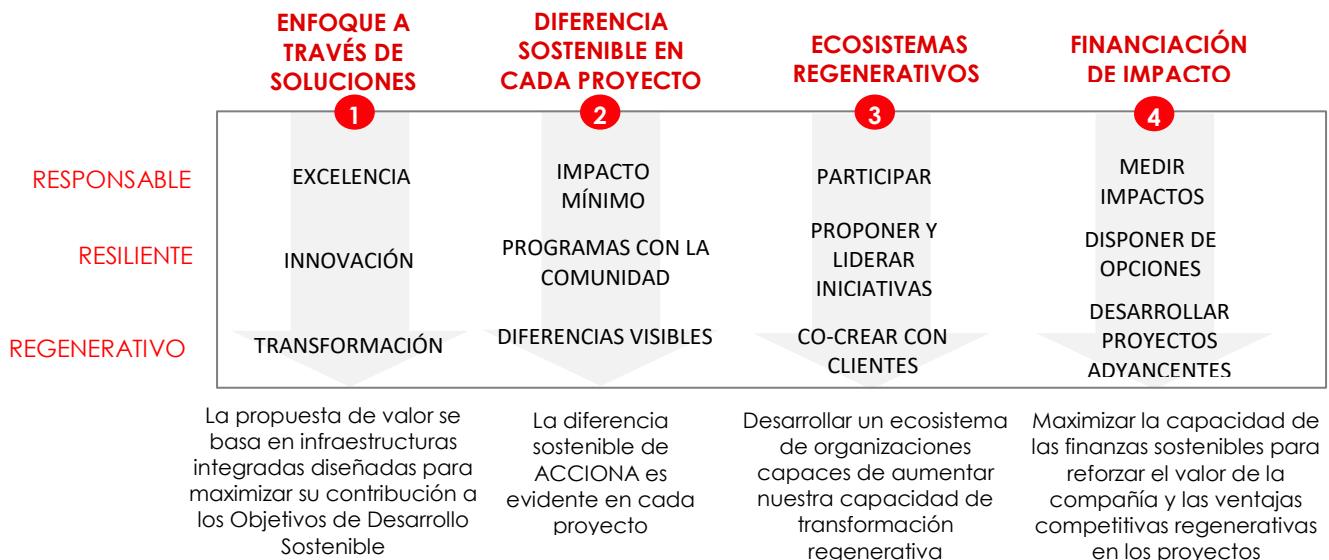 ENFOQUE A
TRAVÉS DE
SOLUCIONES
DIFERENCIA
SOSTENIBLE EN
CADA PROYECTO
ECOSISTEMAS
REGENERATIVOS
FINANCIACIÓN
DE IMPACTO
1
2
3
4
RESPONSABLE
EXCELENCIA
IMPACTO
MÍNIMO
PARTICIPAR
MEDIR
IMPACTOS
RESILIENTE
INNOVACIÓN
PROGRAMAS CON LA
COMUNIDAD
PROPONER Y
LIDERAR
INICIATIVAS
DISPONER DE
OPCIONES
REGENERATIVO
TRANSFORMACIÓN
DIFERENCIAS VISIBLES
CO-CREAR CON
CLIENTES
DESARROLLAR
PROYECTOS
ADYANCENTES
La propuesta de valor se
basa en infraestructuras
integradas diseñadas para
maximizar su contribución a
los Objetivos de Desarrollo
Sostenible
La diferencia
sostenible de
ACCIONA es
evidente en cada
proyecto
Desarrollar un ecosistema
de organizaciones
capaces de aumentar
nuestra capacidad de
transformación
regenerativa
Maximizar la capacidad de
las finanzas sostenibles para
reforzar el valor de la
compañía y las ventajas
competitivas regenerativas
en los proyectos